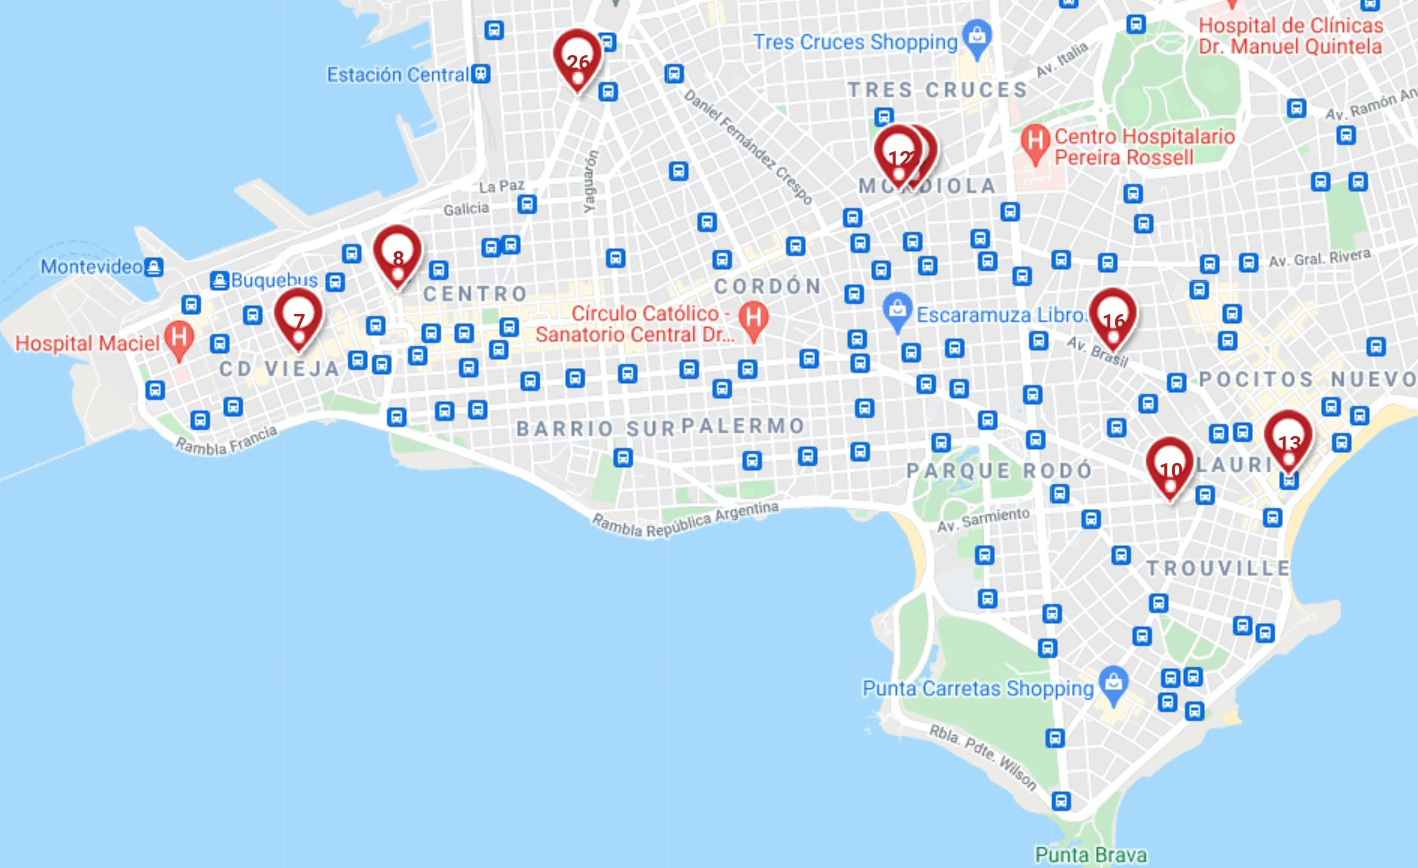 Hospital de Clínicas
Dr. Manuel Quintela
Tres Cruces Shopping
Av. Italia
26
Estación Central
TRES CRUCES
Daniel Fernández Crespo
Av. Ramón An
Centro Hospitalario
Pereira Rossell
12
MONDIOLA
Yaguarón
La Paz
Galicia
8
Montevideo
Buquebus
Av. Gral. Rivera
CENTRO
CORDÓN
7
Círculo Católico -
Sanatorio Central Dr...
Escaramuza Libro
16
Hospital Maciel
Av. Brasil
CD VIEJA
POCITOS NUEVO
Rambla Francia
BARRIO SUR
PALERMO
13
PARQUE RODÓ
10
LAURI
Rambla República Argentina
Av. Sarmiento
TROUVILLE
Punta Carretas Shopping
Rbla. Pdte. Wilson
Punta Brava